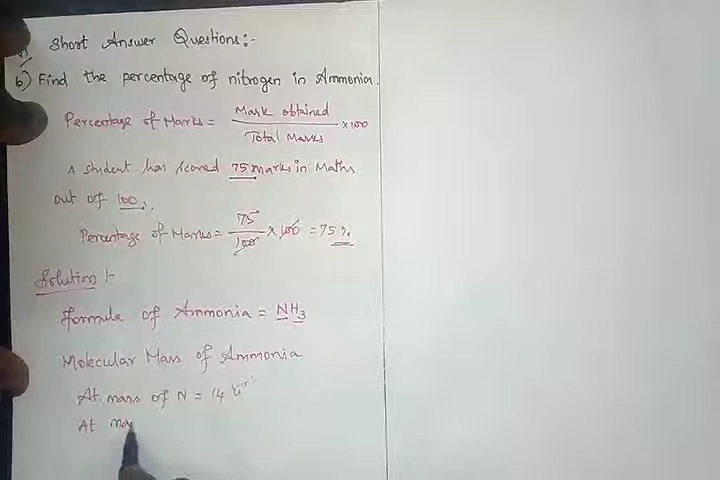 Short Answer Questions:-
6) Find the percentage of nitrogen in Ammonia.
Percentage of Marks = Mark obtained / Total Marks × 100
A student has scored 75 marks in Maths
out of 100.
Percentage of Marks = 75 / 100 × 100 = 75%
Solution :-
Formula of Ammonia = NH3
Molecular Mass of Ammonia
At mass of N = 14
At ma